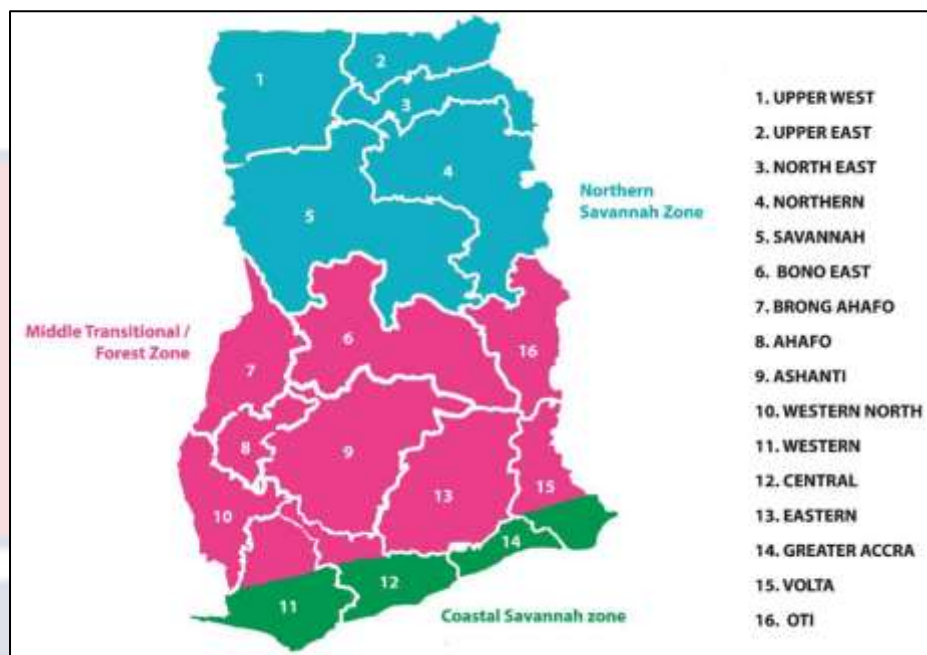 1
2
3
4
5
Northern
Savannah Zone
Middle Transitional /
Forest Zone
6
16
7
8
9
10
13
15
14
12
11
Coastal Savannah zone
1. UPPER WEST
2. UPPER EAST
3. NORTH EAST
4. NORTHERN
5. SAVANNAH
6. BONO EAST
7. BRONG AHAFO
8. AHAFO
9. ASHANTI
10. WESTERN NORTH
11. WESTERN
12. CENTRAL
13. EASTERN
14. GREATER ACCRA
15. VOLTA
16. OTI